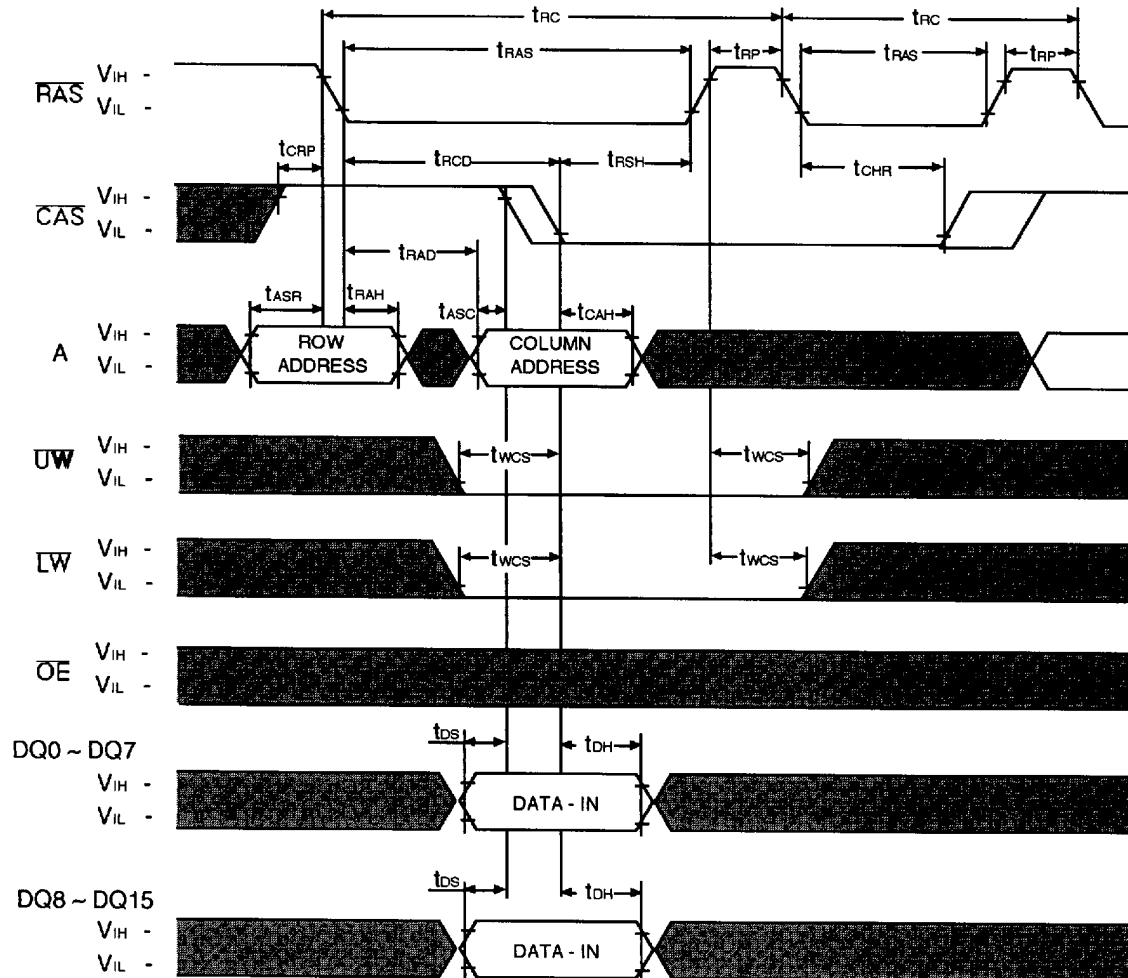 tRC tRC
tRAS tRP tRAS tRP
RAS VIH -
VIL -
tCRP tRCD tRSH tCHR
CAS VIH -
VIL -
tRAD
tASR tRAH tASC tCAH
A VIH -
VIL -
ROW
ADDRESS
COLUMN
ADDRESS
UW VIH -
VIL -
tWCS tWCS
LW VIH -
VIL -
tWCS tWCS
OE VIH -
VIL -
DQ0 ~ DQ7
tDS tDH
VIH -
VIL -
DATA - IN
DQ8 ~ DQ15
tDS tDH
VIH -
VIL -
DATA - IN